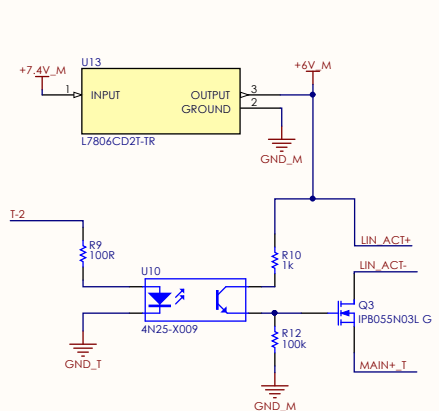 U13
+7.4V_M
+6V_M
1
INPUT
OUTPUT
3
GROUND
2
L7806CD2T-TR
GND_M
T-2
LIN_ACT+
R9
100R
R10
1k
LIN_ACT-
U10
Q3
IPB055N03L G
4N25-X009
R12
100k
GND_T
MAIN+_T
GND_M